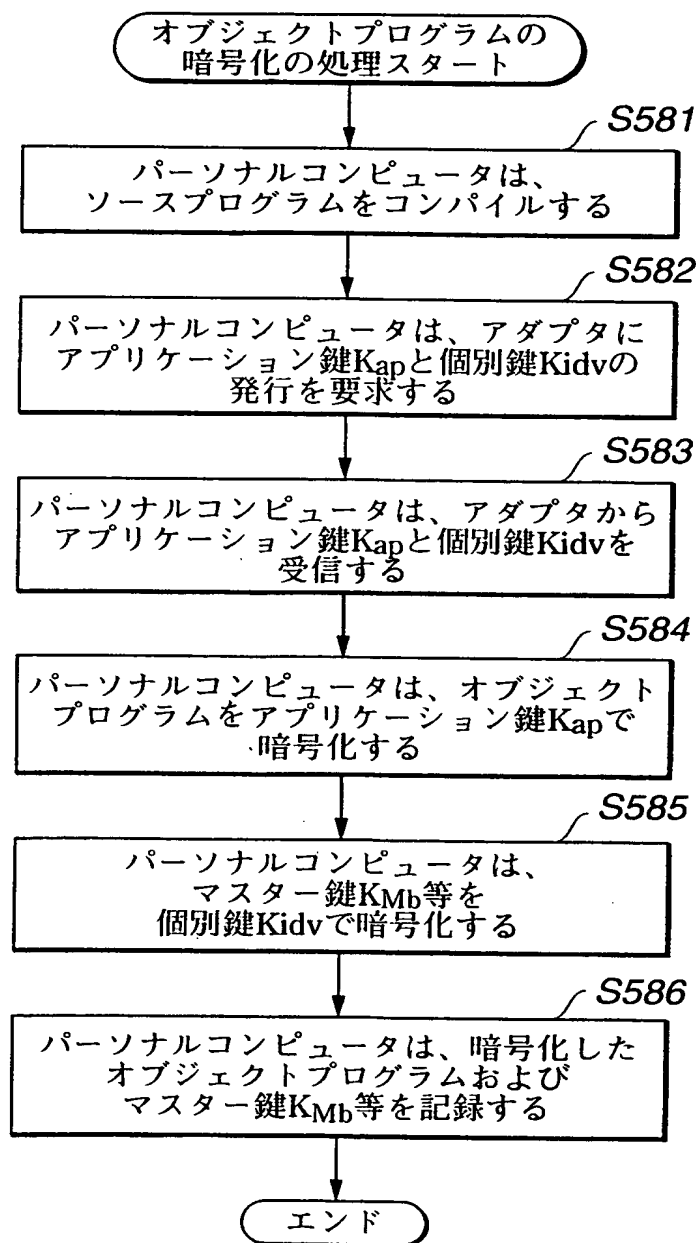 オブジェクトプログラムの
暗号化の処理スタート
S581
パーソナルコンピュータは、
ソースプログラムをコンパイルする
S582
パーソナルコンピュータは、アダプタに
アプリケーション鍵Kapと個別鍵Kidvの
発行を要求する
S583
パーソナルコンピュータは、アダプタから
アプリケーション鍵Kapと個別鍵Kidvを
受信する
S584
パーソナルコンピュータは、オブジェクト
プログラムをアプリケーション鍵Kapで
暗号化する
S585
パーソナルコンピュータは、
マスター鍵KMb等を
個別鍵Kidvで暗号化する
S586
パーソナルコンピュータは、暗号化した
オブジェクトプログラムおよび
マスター鍵KMb等を記録する
エンド